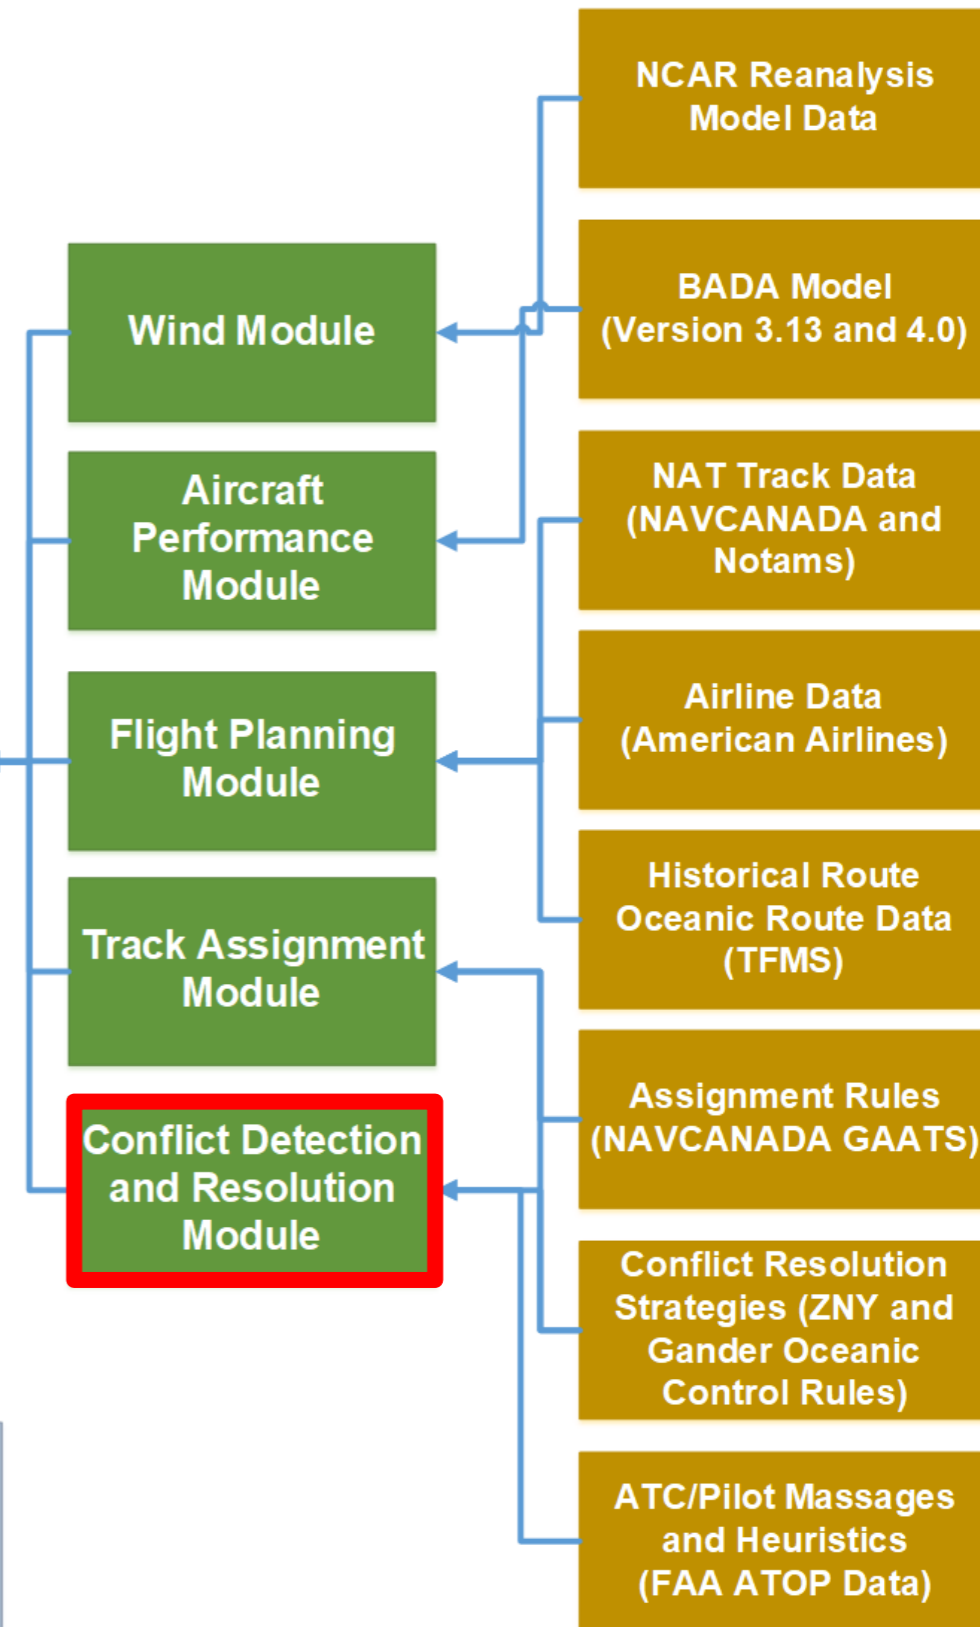 NCAR Reanalysis
Model Data
Wind Module
BADA Model
(Version 3.13 and 4.0)
Aircraft
Performance
Module
NAT Track Data
(NAVCANADA and
Notams)
Flight Planning
Module
Airline Data
(American Airlines)
Track Assignment
Module
Historical Route
Oceanic Route Data
(TFMS)
Conflict Detection
and Resolution
Module
Assignment Rules
(NAVCANADA GAATS)
Conflict Resolution
Strategies (ZNY and
Gander Oceanic
Control Rules)
ATC/Pilot Massages
and Heuristics
(FAA ATOP Data)